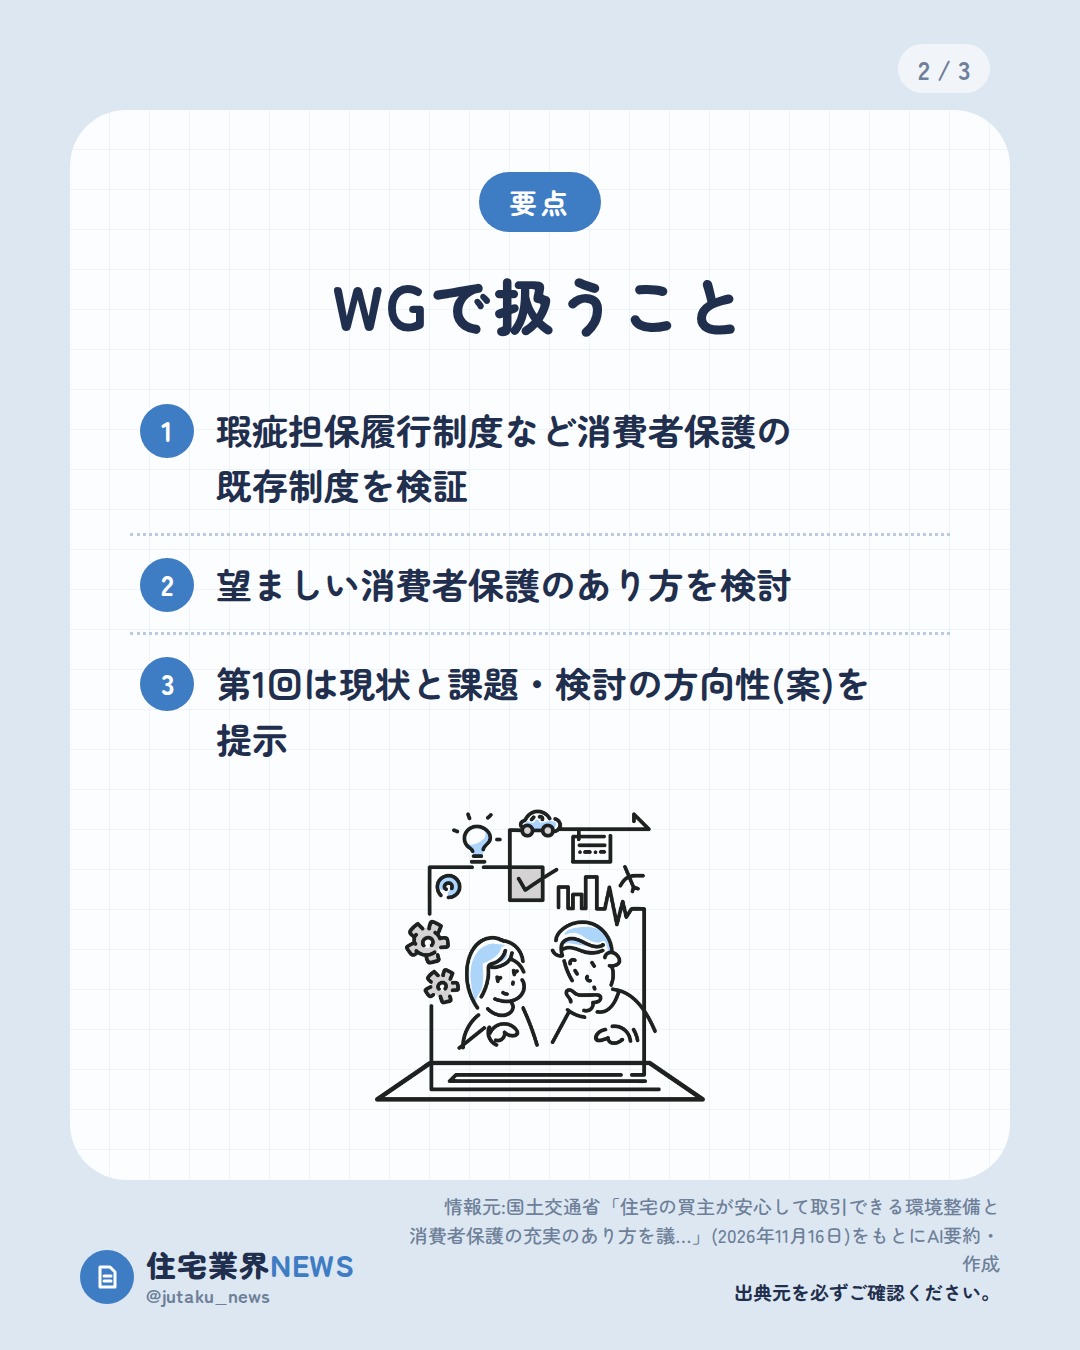 2 / 3
要点
WGで扱うこと
1 瑕疵担保履行制度など消費者保護の
既存制度を検証
2 望ましい消費者保護のあり方を検討
3 第1回は現状と課題・検討の方向性(案)を
提示
情報元:国土交通省「住宅の買主が安心して取引できる環境整備と
消費者保護の充実のあり方を議…」(2026年11月16日)をもとにAI要約・
作成
出典元を必ずご確認ください。
住宅業界NEWS
@jutaku_news